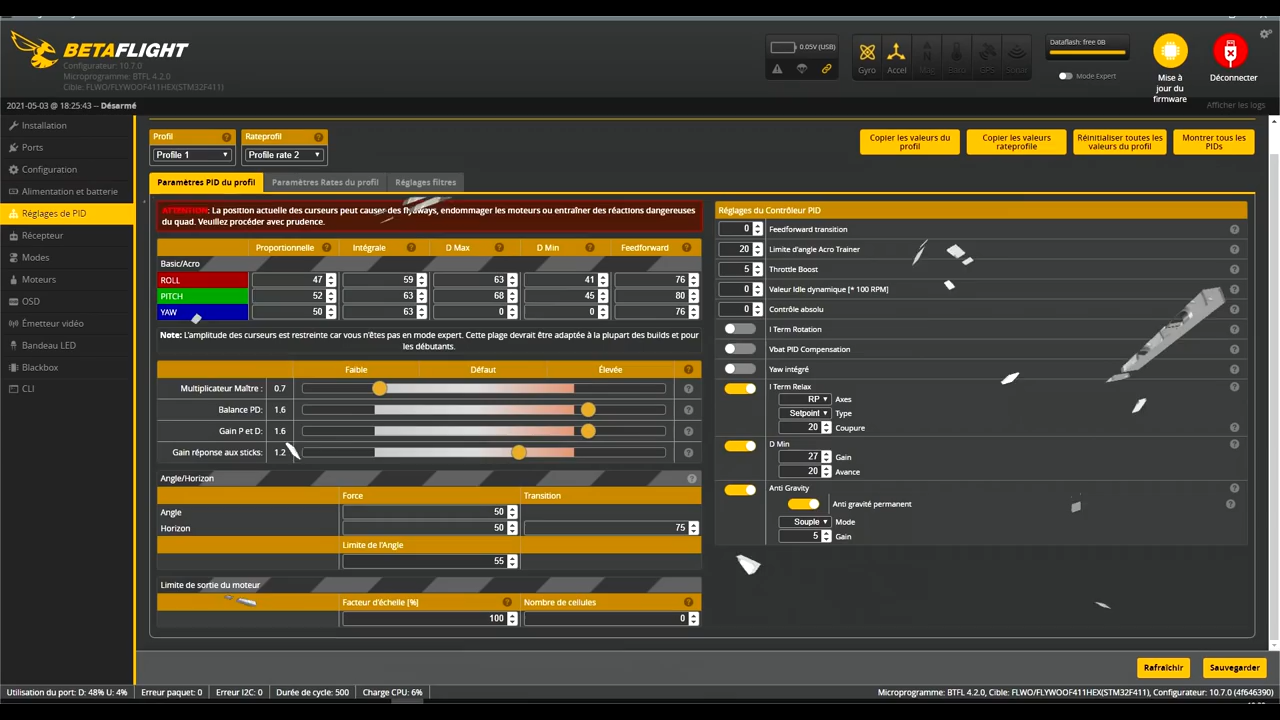 BETAFLIGHT
Configurateur: 10.7.0
Microprogramme: BTFL 4.2.0
Cible: FLWO/FLYWOOF411HEX(STM32F411)
0.05V (USB)
Gyro
Accel
Mag
Baro
GPS
Sonar
Dataflash: free 0B
Mode Expert
Mise à
jour du
firmware
Déconnecter
2021-05-03 @ 18:25:43 -- Désarmé
Afficher les logs
Installation
Ports
Configuration
Alimentation et batterie
Réglages de PID
Récepteur
Modes
Moteurs
OSD
Émetteur vidéo
Bandeau LED
Blackbox
CLI
Profil
Rateprofil
Profile 1
Profile rate 2
Copier les valeurs du
profil
Copier les valeurs
rateprofile
Réinitialiser toutes les
valeurs du profil
Montrer tous les
PIDs
Paramètres PID du profil
Paramètres Rates du profil
Réglages filtres
ATTENTION: La position actuelle des curseurs peut causer des flyaways, endommager les moteurs ou entraîner des réactions dangereuses
du quad. Veuillez procéder avec prudence.
Proportionnelle Intégrale D Max D Min Feedforward
Basic/Acro
ROLL 47 59 63 41 76
PITCH 52 63 68 45 80
YAW 50 63 0 0 76
Note: L'amplitude des curseurs est restreinte car vous n'êtes pas en mode expert. Cette plage devrait être adaptée à la plupart des builds et pour
les débutants.
Faible Défaut Élevée
Multiplicateur Maître : 0.7
Balance PD: 1.6
Gain P et D: 1.6
Gain réponse aux sticks: 1.2
Angle/Horizon
Force Transition
Angle 50
Horizon 50 75
Limite de l'Angle
55
Limite de sortie du moteur
Facteur d'échelle [%] Nombre de cellules
100 0
Réglages du Contrôleur PID
0 Feedforward transition
20 Limite d'angle Acro Trainer
5 Throttle Boost
0 Valeur Idle dynamique [* 100 RPM]
0 Contrôle absolu
I Term Rotation
Vbat PID Compensation
Yaw intégré
I Term Relax
RP Axes
Setpoint Type
20 Coupure
D Min
27 Gain
20 Avance
Anti Gravity
Anti gravité permanent
Souple Mode
5 Gain
Rafraîchir
Sauvegarder
Utilisation du port: D: 48% U: 4%
Erreur paquet: 0
Erreur I2C: 0
Durée de cycle: 500
Charge CPU: 6%
Microprogramme: BTFL 4.2.0, Cible: FLWO/FLYWOOF411HEX(STM32F411), Configurateur: 10.7.0 (4f646390)